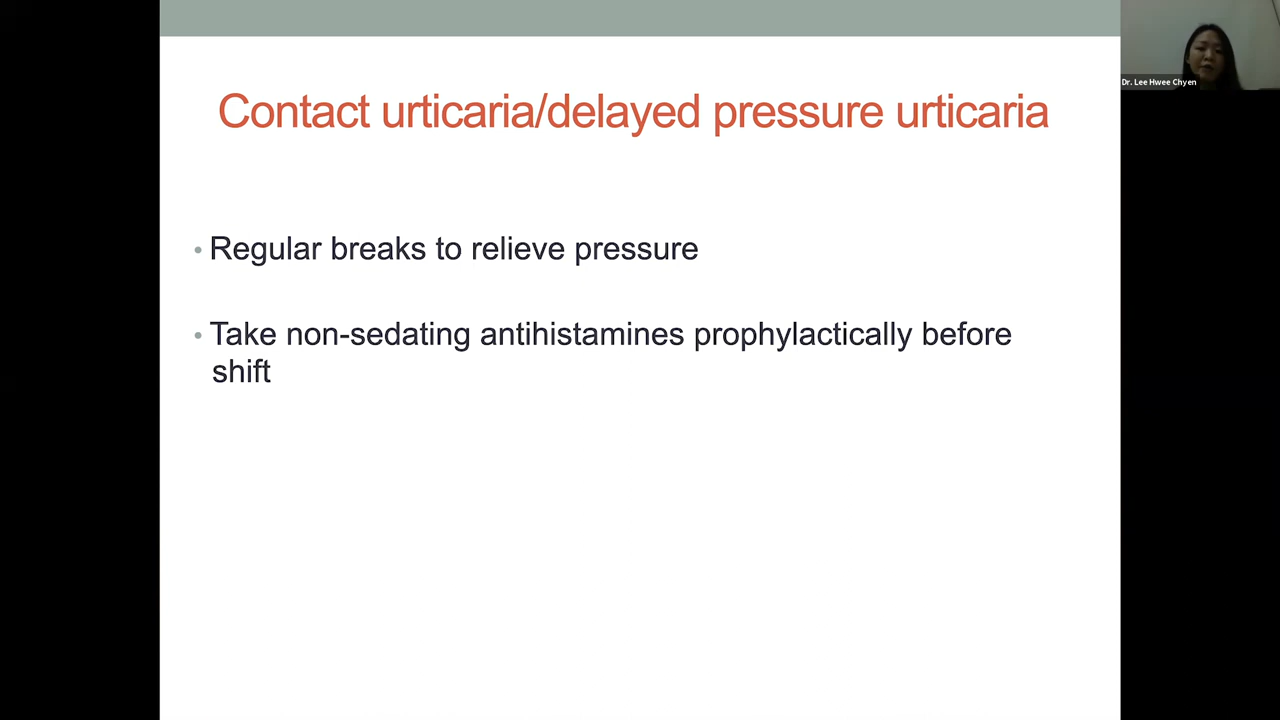 Dr. Lee Hwee Chyen
Contact urticaria/delayed pressure urticaria
• Regular breaks to relieve pressure
• Take non-sedating antihistamines prophylactically before
shift